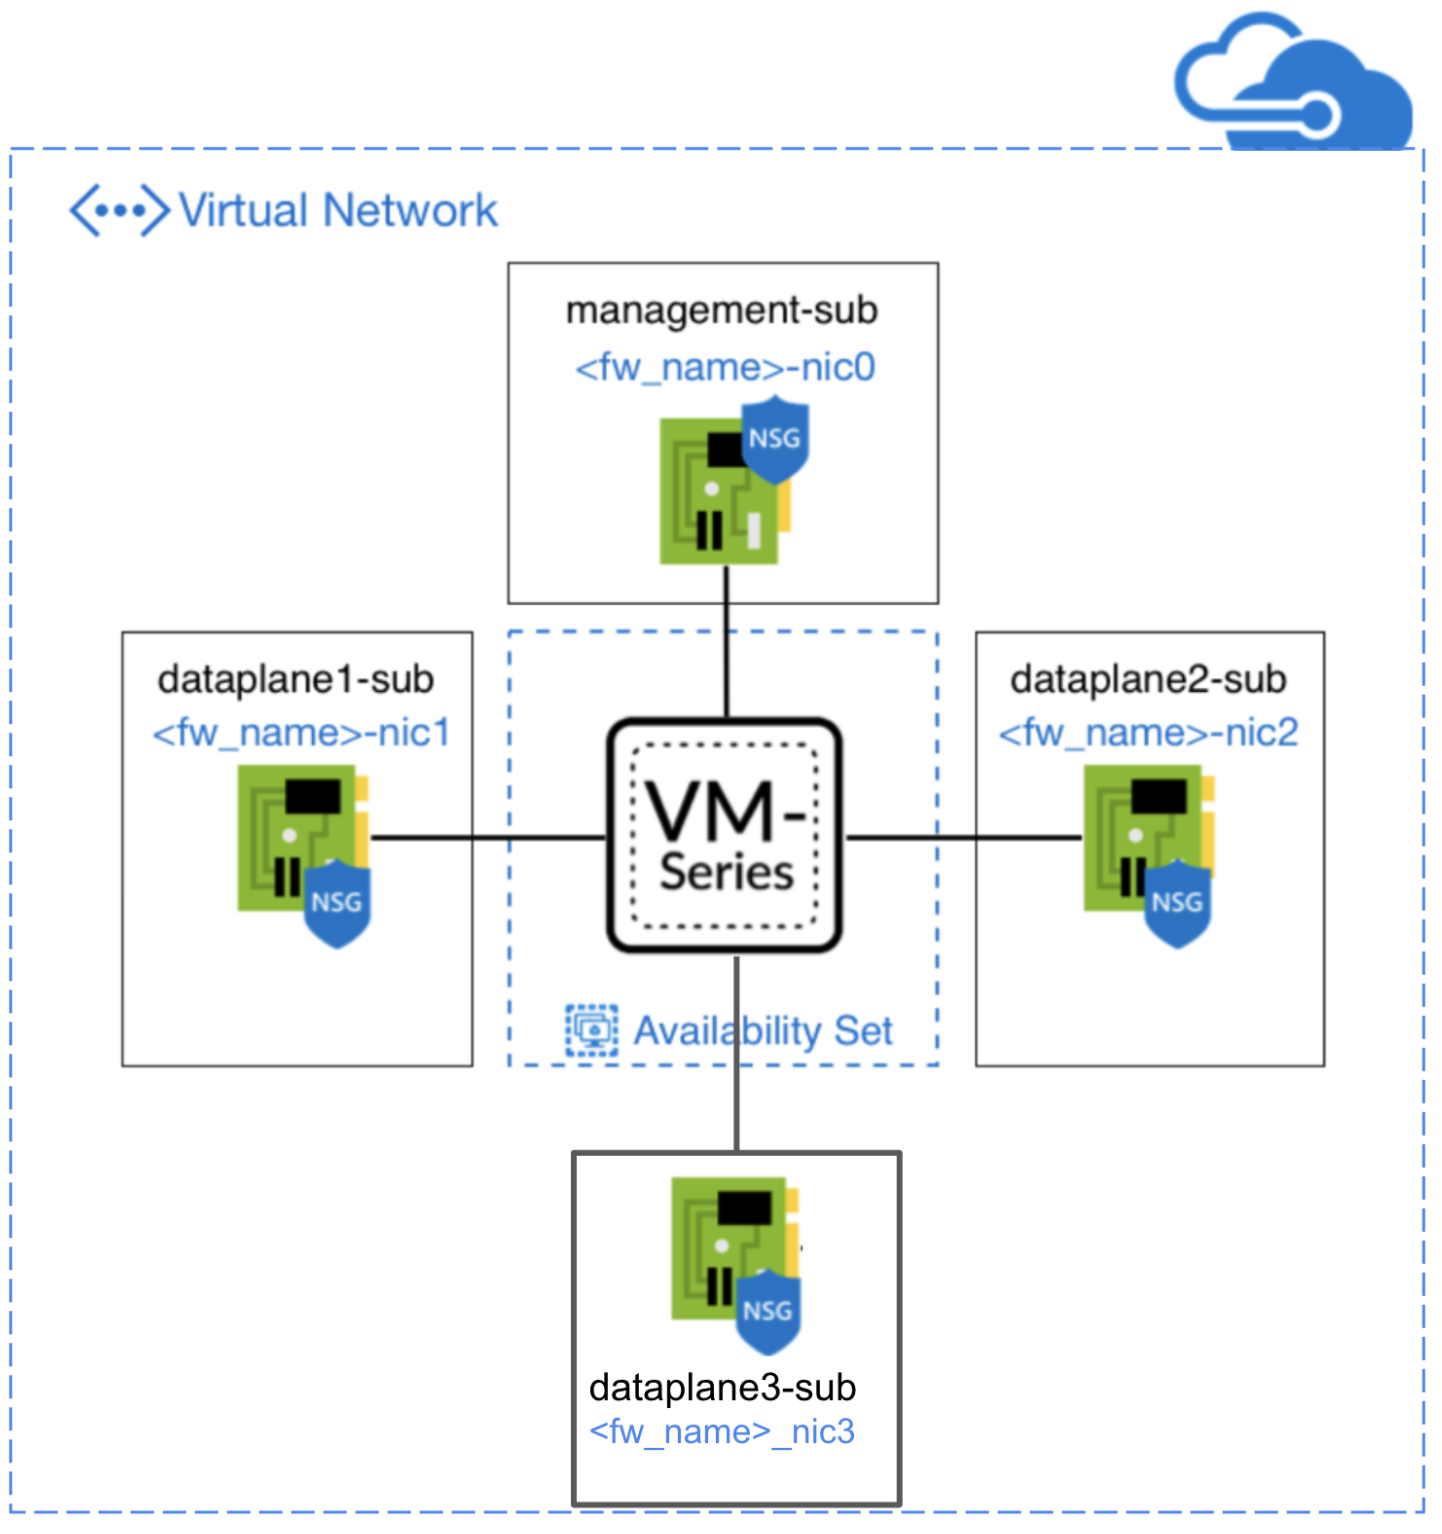 Virtual Network
management-sub
<fw_name>-nic0
NSG
dataplane1-sub
<fw_name>-nic1
NSG
VM-
Series
Availability Set
dataplane2-sub
<fw_name>-nic2
NSG
NSG
dataplane3-sub
<fw_name>_nic3